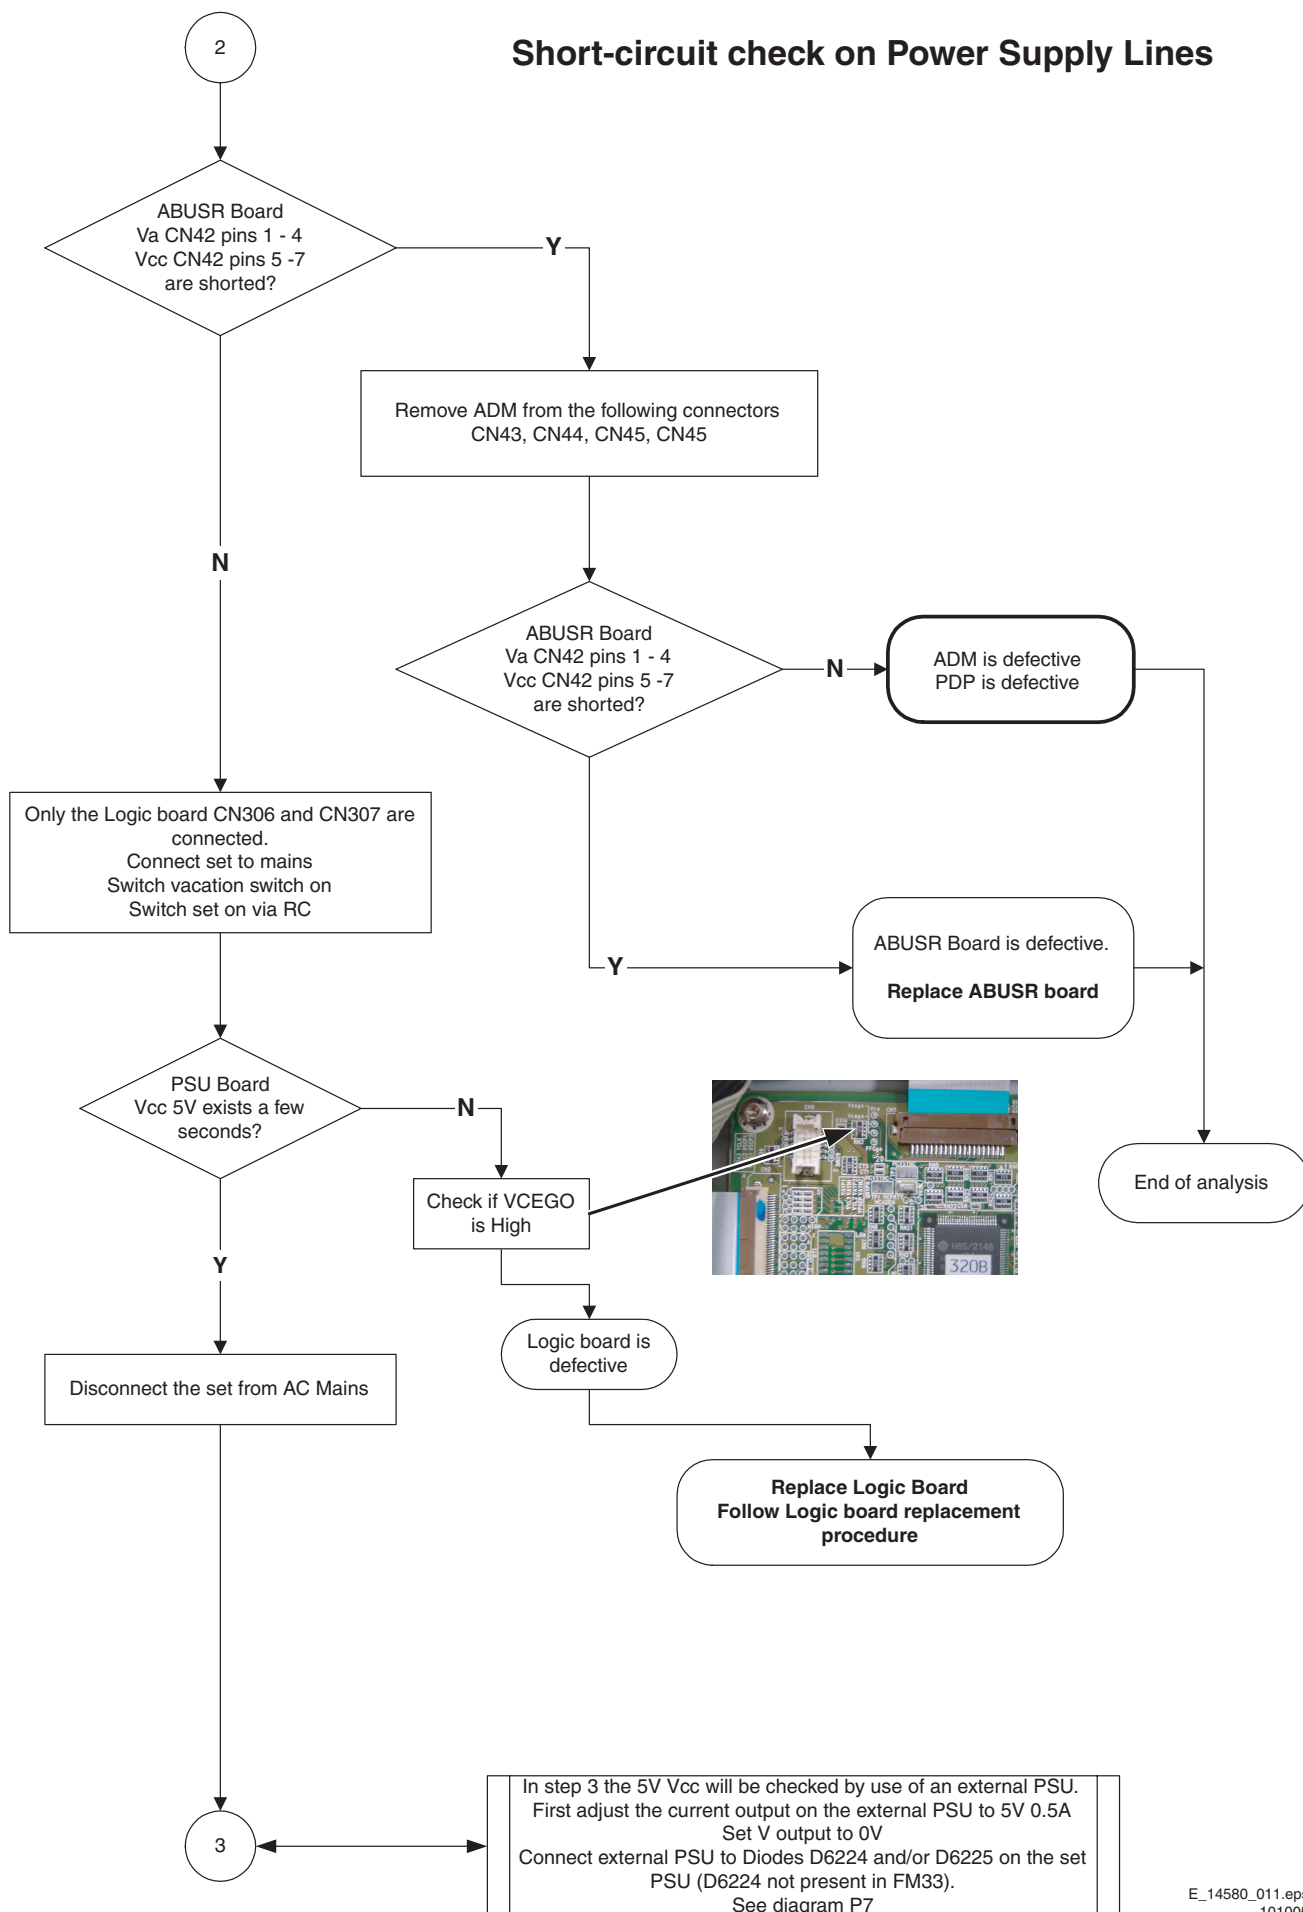 2
Short-circuit check on Power Supply Lines
ABUSR Board
Va CN42 pins 1 - 4
Vcc CN42 pins 5 -7
are shorted?
Y
Remove ADM from the following connectors
CN43, CN44, CN45, CN45
N
ABUSR Board
Va CN42 pins 1 - 4
Vcc CN42 pins 5 -7
are shorted?
N
ADM is defective
PDP is defective
Only the Logic board CN306 and CN307 are
connected.
Connect set to mains
Switch vacation switch on
Switch set on via RC
Y
ABUSR Board is defective.
Replace ABUSR board
PSU Board
Vcc 5V exists a few
seconds?
N
Check if VCEGO
is High
H8S/2148
320B
End of analysis
Y
Logic board is
defective
Disconnect the set from AC Mains
Replace Logic Board
Follow Logic board replacement
procedure
3
In step 3 the 5V Vcc will be checked by use of an external PSU.
First adjust the current output on the external PSU to 5V 0.5A
Set V output to 0V
Connect external PSU to Diodes D6224 and/or D6225 on the set
PSU (D6224 not present in FM33).
See diagram P7
E_14580_011.eps